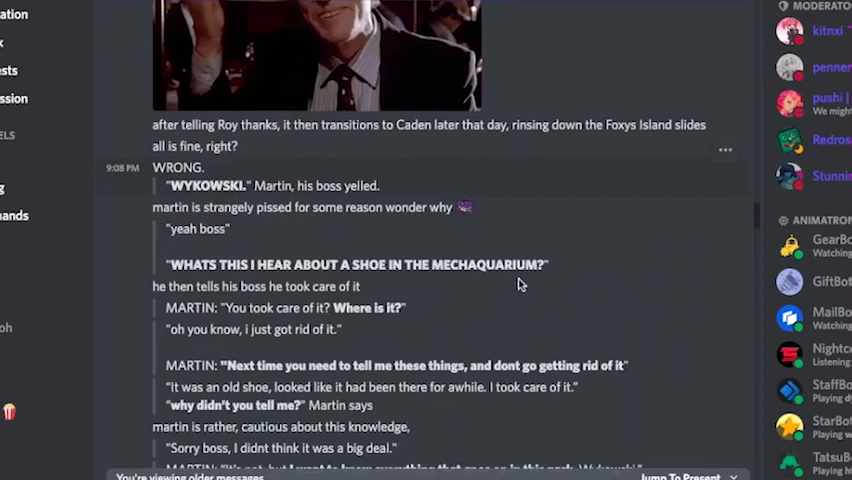 ation
x
ests
ssion
ELS
g
ands
oh
after telling Roy thanks, it then transitions to Caden later that day, rinsing down the Foxys Island slides
all is fine, right?
9:08 PM
WRONG.
"WYKOWSKI." Martin, his boss yelled.
martin is strangely pissed for some reason wonder why
"yeah boss"
"WHATS THIS I HEAR ABOUT A SHOE IN THE MECHAQUARIUM?"
he then tells his boss he took care of it
MARTIN: "You took care of it? Where is it?"
"oh you know, i just got rid of it."
MARTIN: "Next time you need to tell me these things, and dont go getting rid of it"
"It was an old shoe, looked like it had been there for awhile. I took care of it."
"why didn't you tell me?" Martin says
martin is rather, cautious about this knowledge,
"Sorry boss, I didnt think it was a big deal."
MARTIN: "It's not, but I want to know everything that goes on in this park, Wykowski."
You're viewing older messages
Jump To Present
MODERATO
kitnxi
penner
pushi |
We might
Redros
Stunnin
ANIMATRON
GearBo
Watching
GiftBot
MailBo
Watching
Nightc
Listening
StaffBo
Playing dy
StarBot
Playing w
TatsuB
Playing t